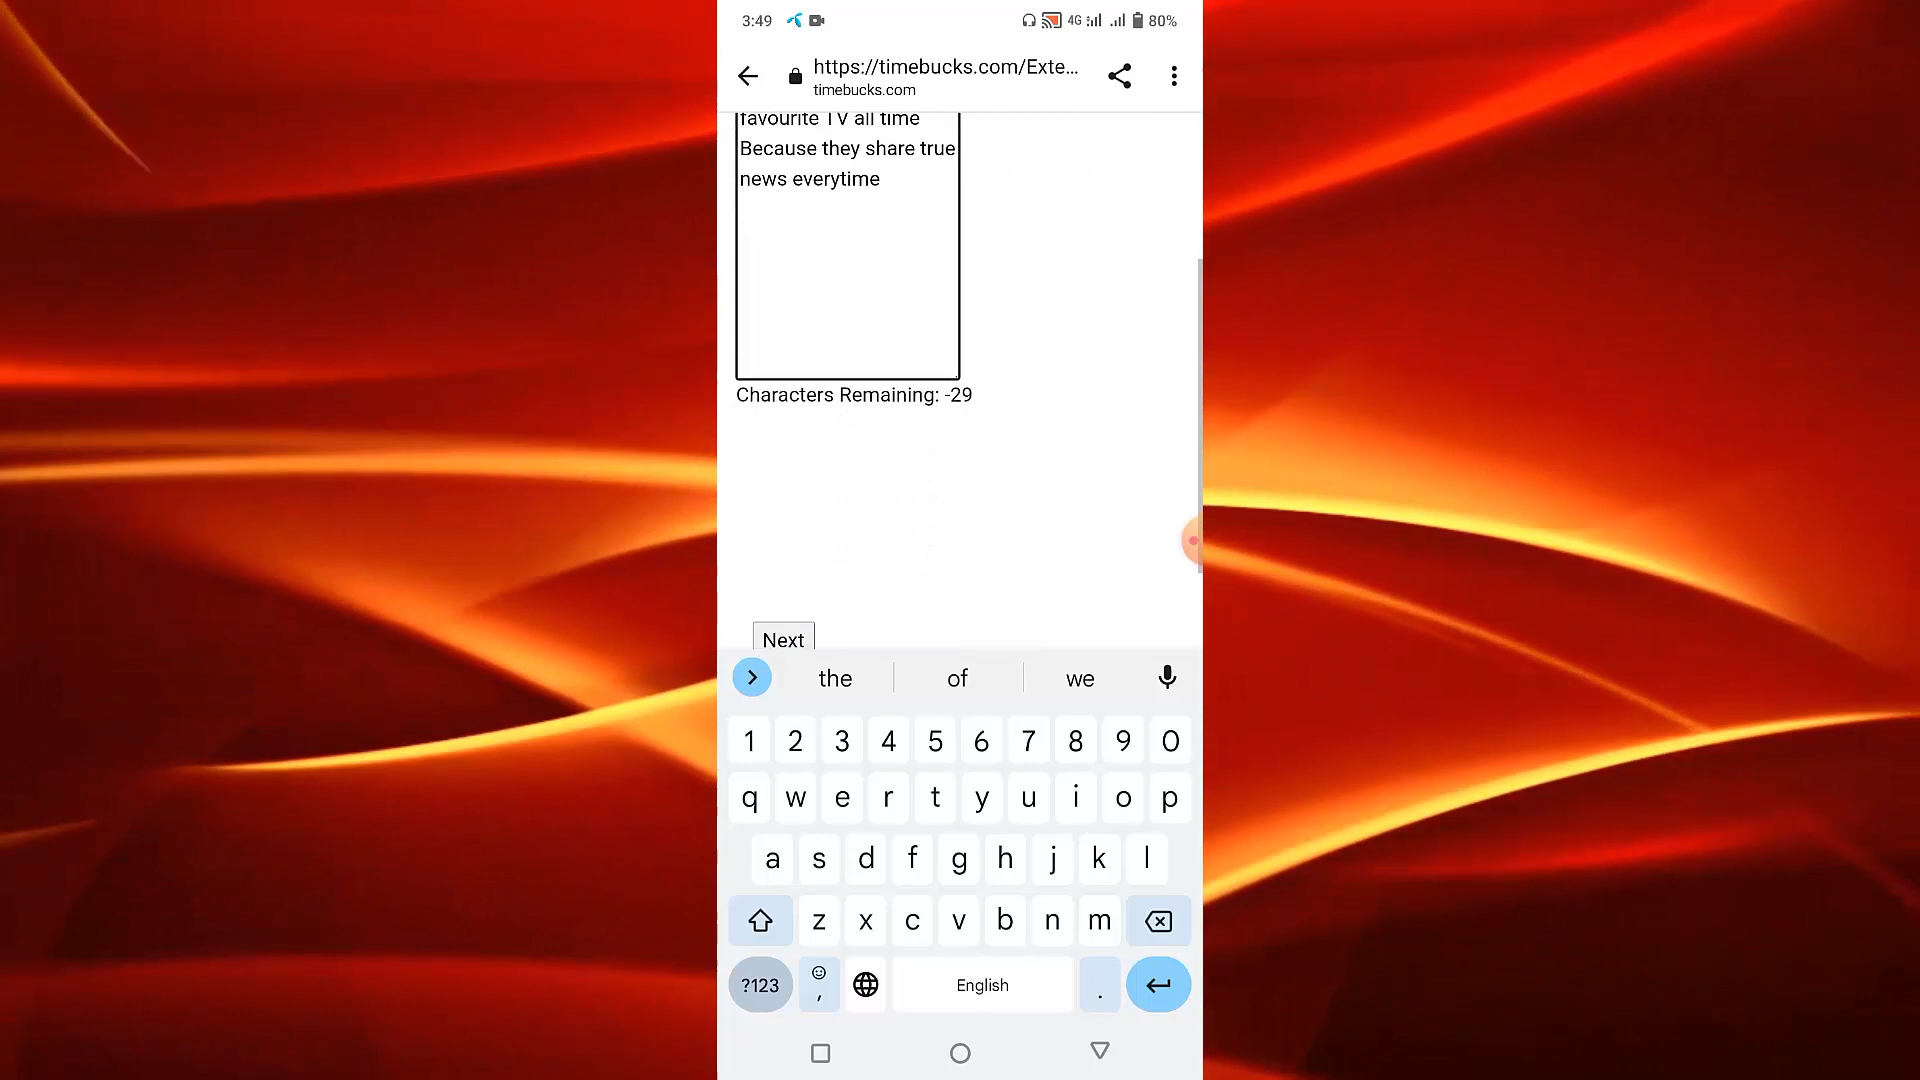 3:49 4G 80%
https://timebucks.com/Exte...
timebucks.com
favourite TV all time
Because they share true
news everytime
Characters Remaining: -29
Next
the of we
1 2 3 4 5 6 7 8 9 0
q w e r t y u i o p
a s d f g h j k l
z x c v b n m
?123 , English .